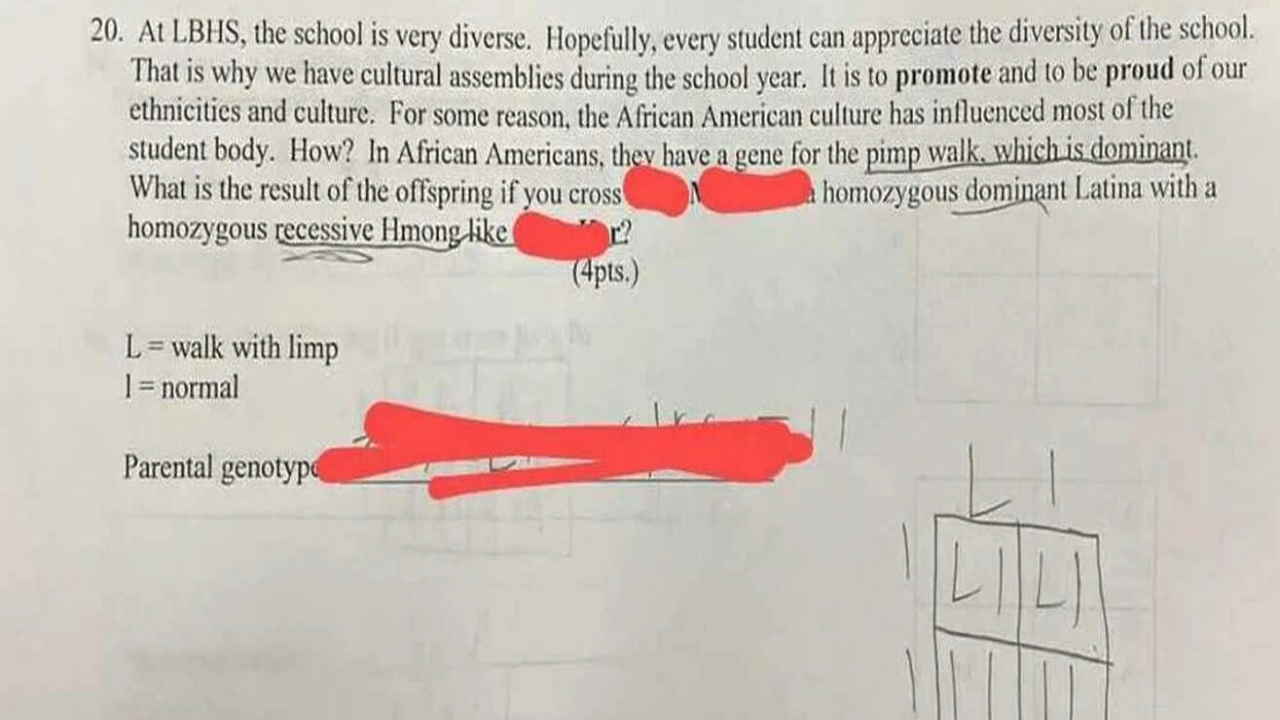 20. At LBHS, the school is very diverse. Hopefully, every student can appreciate the diversity of the school.
That is why we have cultural assemblies during the school year. It is to promote and to be proud of our
ethnicities and culture. For some reason, the African American culture has influenced most of the
student body. How? In African Americans, they have a gene for the pimp walk, which is dominant.
What is the result of the offspring if you cross a homozygous dominant Latina with a
homozygous recessive Hmong like r?
(4pts.)
L = walk with limp
l = normal
Parental genotype
L l
l Ll Ll
l ll ll